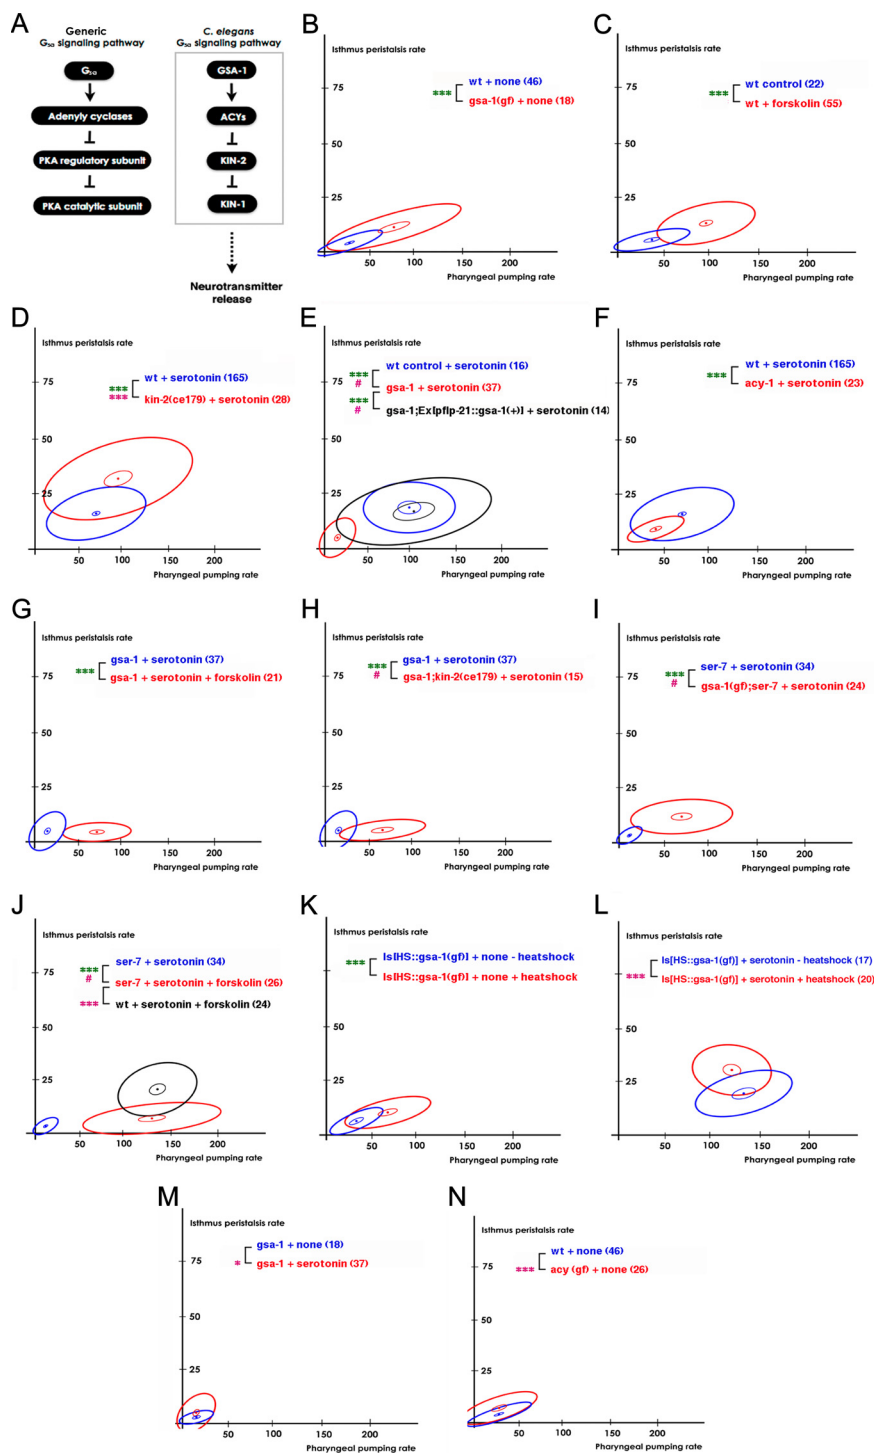 A
Generic
Gsα signaling pathway
C. elegans
Gsα signaling pathway
Gsα
GSA-1
Adenyly cyclases
ACYs
PKA regulatory subunit
KIN-2
PKA catalytic subunit
KIN-1
Neurotransmitter
release
B
Isthmus peristalsis rate
wt + none (46)
***
gsa-1(gf) + none (18)
75
50
25
50 100 150 200
Pharyngeal pumping rate
C
Isthmus peristalsis rate
wt control (22)
***
wt + forskolin (55)
75
50
25
50 100 150 200
Pharyngeal pumping rate
D
Isthmus peristalsis rate
wt + serotonin (165)
***
***
kin-2(ce179) + serotonin (28)
75
50
25
50 100 150 200
Pharyngeal pumping rate
E
Isthmus peristalsis rate
wt control + serotonin (16)
***
#
gsa-1 + serotonin (37)
***
#
gsa-1;Ex[pflp-21::gsa-1(+)] + serotonin (14)
75
50
25
50 100 150 200
Pharyngeal pumping rate
F
Isthmus peristalsis rate
wt + serotonin (165)
***
acy-1 + serotonin (23)
75
50
25
50 100 150 200
Pharyngeal pumping rate
G
Isthmus peristalsis rate
gsa-1 + serotonin (37)
***
gsa-1 + serotonin + forskolin (21)
75
50
25
50 100 150 200
Pharyngeal pumping rate
H
Isthmus peristalsis rate
gsa-1 + serotonin (37)
***
#
gsa-1;kin-2(ce179) + serotonin (15)
75
50
25
50 100 150 200
Pharyngeal pumping rate
I
Isthmus peristalsis rate
ser-7 + serotonin (34)
***
#
gsa-1(gf);ser-7 + serotonin (24)
75
50
25
50 100 150 200
Pharyngeal pumping rate
J
Isthmus peristalsis rate
ser-7 + serotonin (34)
***
#
ser-7 + serotonin + forskolin (26)
***
wt + serotonin + forskolin (24)
75
50
25
50 100 150 200
Pharyngeal pumping rate
K
Isthmus peristalsis rate
Is[HS::gsa-1(gf)] + none - heatshock
***
Is[HS::gsa-1(gf)] + none + heatshock
75
50
25
50 100 150 200
Pharyngeal pumping rate
L
Isthmus peristalsis rate
Is[HS::gsa-1(gf)] + serotonin - heatshock (17)
***
Is[HS::gsa-1(gf)] + serotonin + heatshock (20)
75
50
25
50 100 150 200
Pharyngeal pumping rate
M
Isthmus peristalsis rate
gsa-1 + none (18)
*
gsa-1 + serotonin (37)
75
50
25
50 100 150 200
Pharyngeal pumping rate
N
Isthmus peristalsis rate
wt + none (46)
***
acy (gf) + none (26)
75
50
25
50 100 150 200
Pharyngeal pumping rate